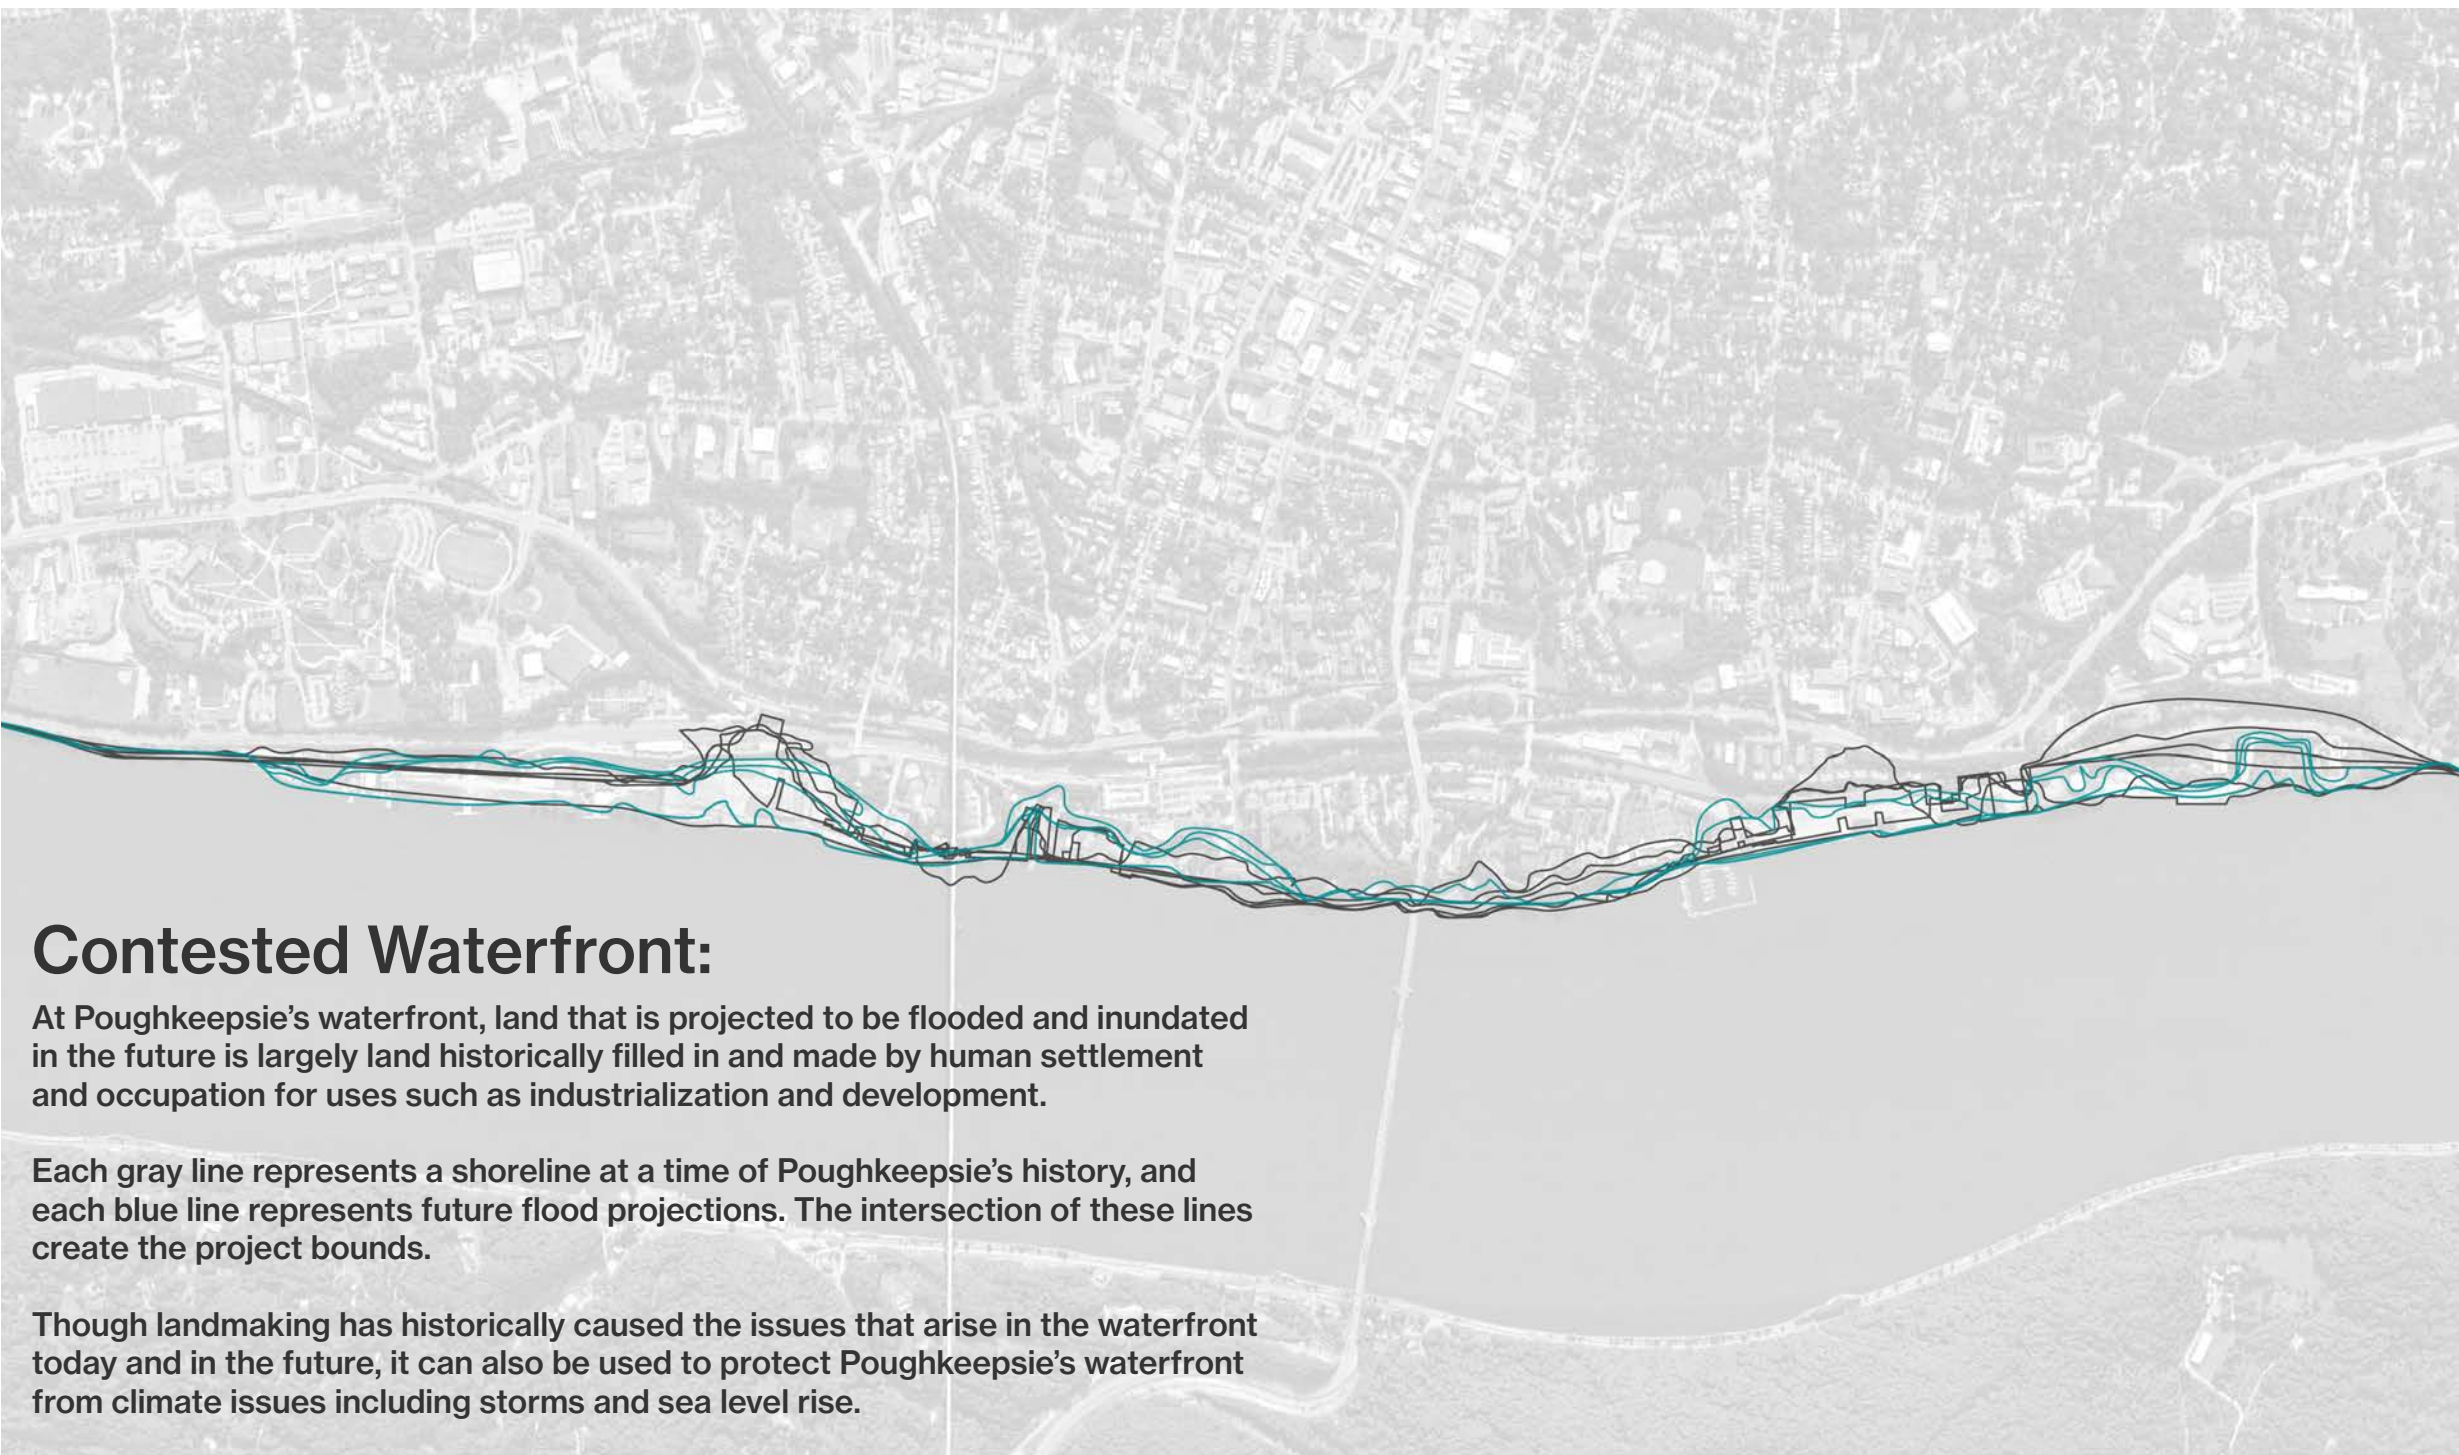 Contested Waterfront:
At Poughkeepsie’s waterfront, land that is projected to be flooded and inundated
in the future is largely land historically filled in and made by human settlement
and occupation for uses such as industrialization and development.
Each gray line represents a shoreline at a time of Poughkeepsie’s history, and
each blue line represents future flood projections. The intersection of these lines
create the project bounds.
Though landmaking has historically caused the issues that arise in the waterfront
today and in the future, it can also be used to protect Poughkeepsie’s waterfront
from climate issues including storms and sea level rise.